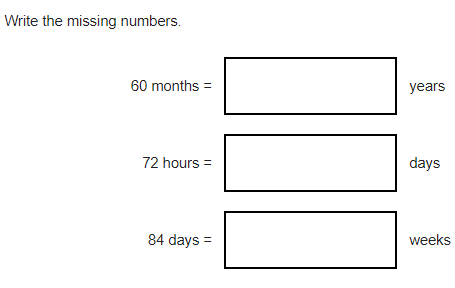 Write the missing numbers.
60 months = years
72 hours = days
84 days = weeks